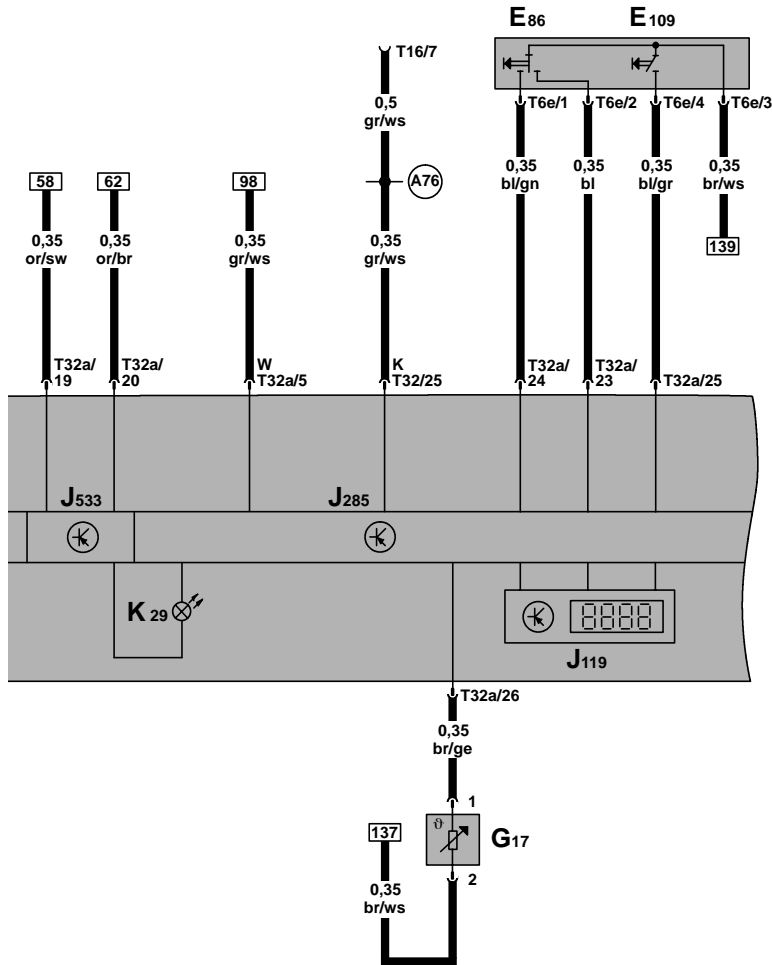 E86 E109
T16/7
T6e/1 T6e/2 T6e/4 T6e/3
0,5
gr/ws
0,35
bl/gn
0,35
bl
0,35
bl/gr
0,35
br/ws
58 62 98 A76
139
0,35
or/sw
0,35
or/br
0,35
gr/ws
0,35
gr/ws
T32a/
19
T32a/
20
W
T32a/5
K
T32/25
T32a/
24
T32a/
23
T32a/25
J533 J285
K29
8888
J119
T32a/26
0,35
br/ge
1
137
ϑ
G17
2
0,35
br/ws